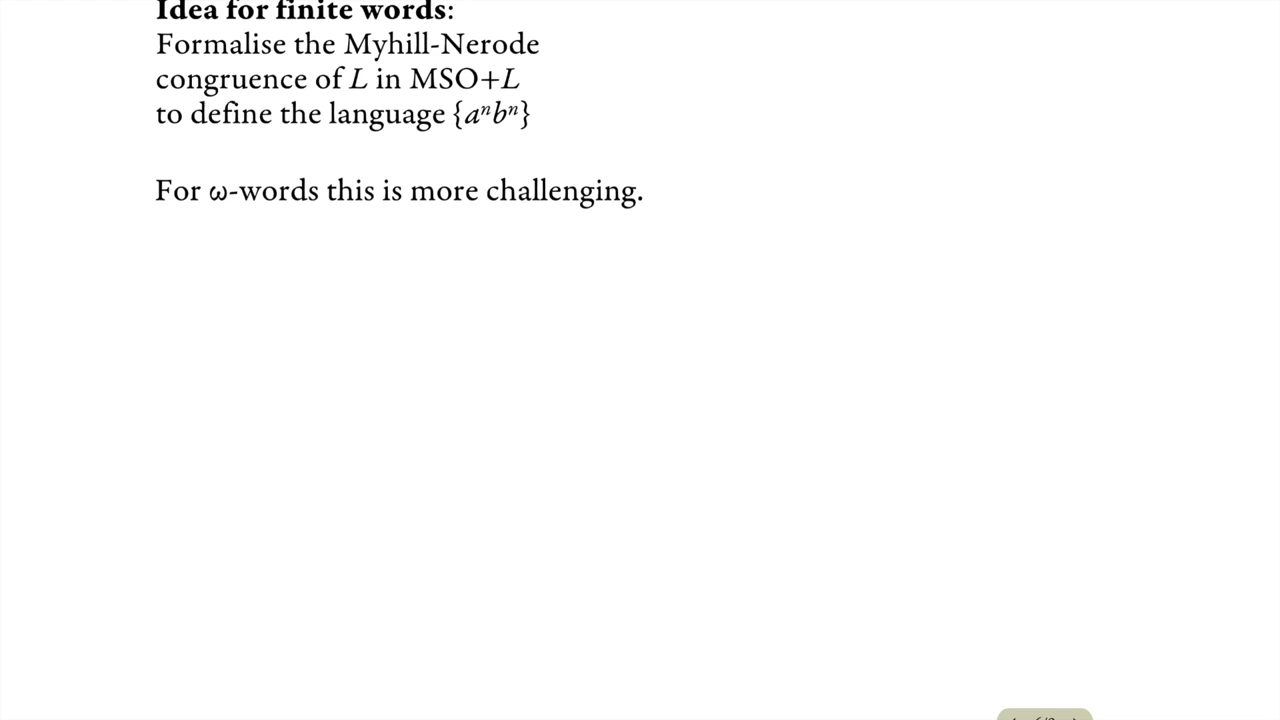 Idea for finite words:
Formalise the Myhill-Nerode
congruence of L in MSO+L
to define the language {aⁿbⁿ}
For ω-words this is more challenging.